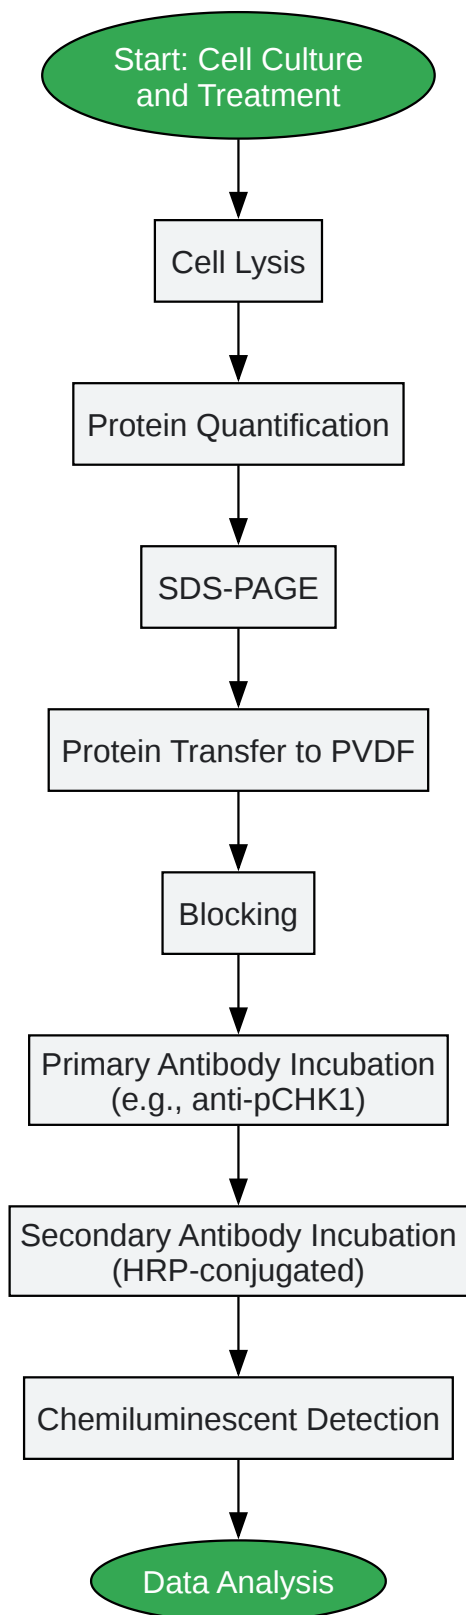 Start: Cell Culture
and Treatment
Cell Lysis
Protein Quantification
SDS-PAGE
Protein Transfer to PVDF
Blocking
Primary Antibody Incubation
(e.g., anti-pCHK1)
Secondary Antibody Incubation
(HRP-conjugated)
Chemiluminescent Detection
Data Analysis